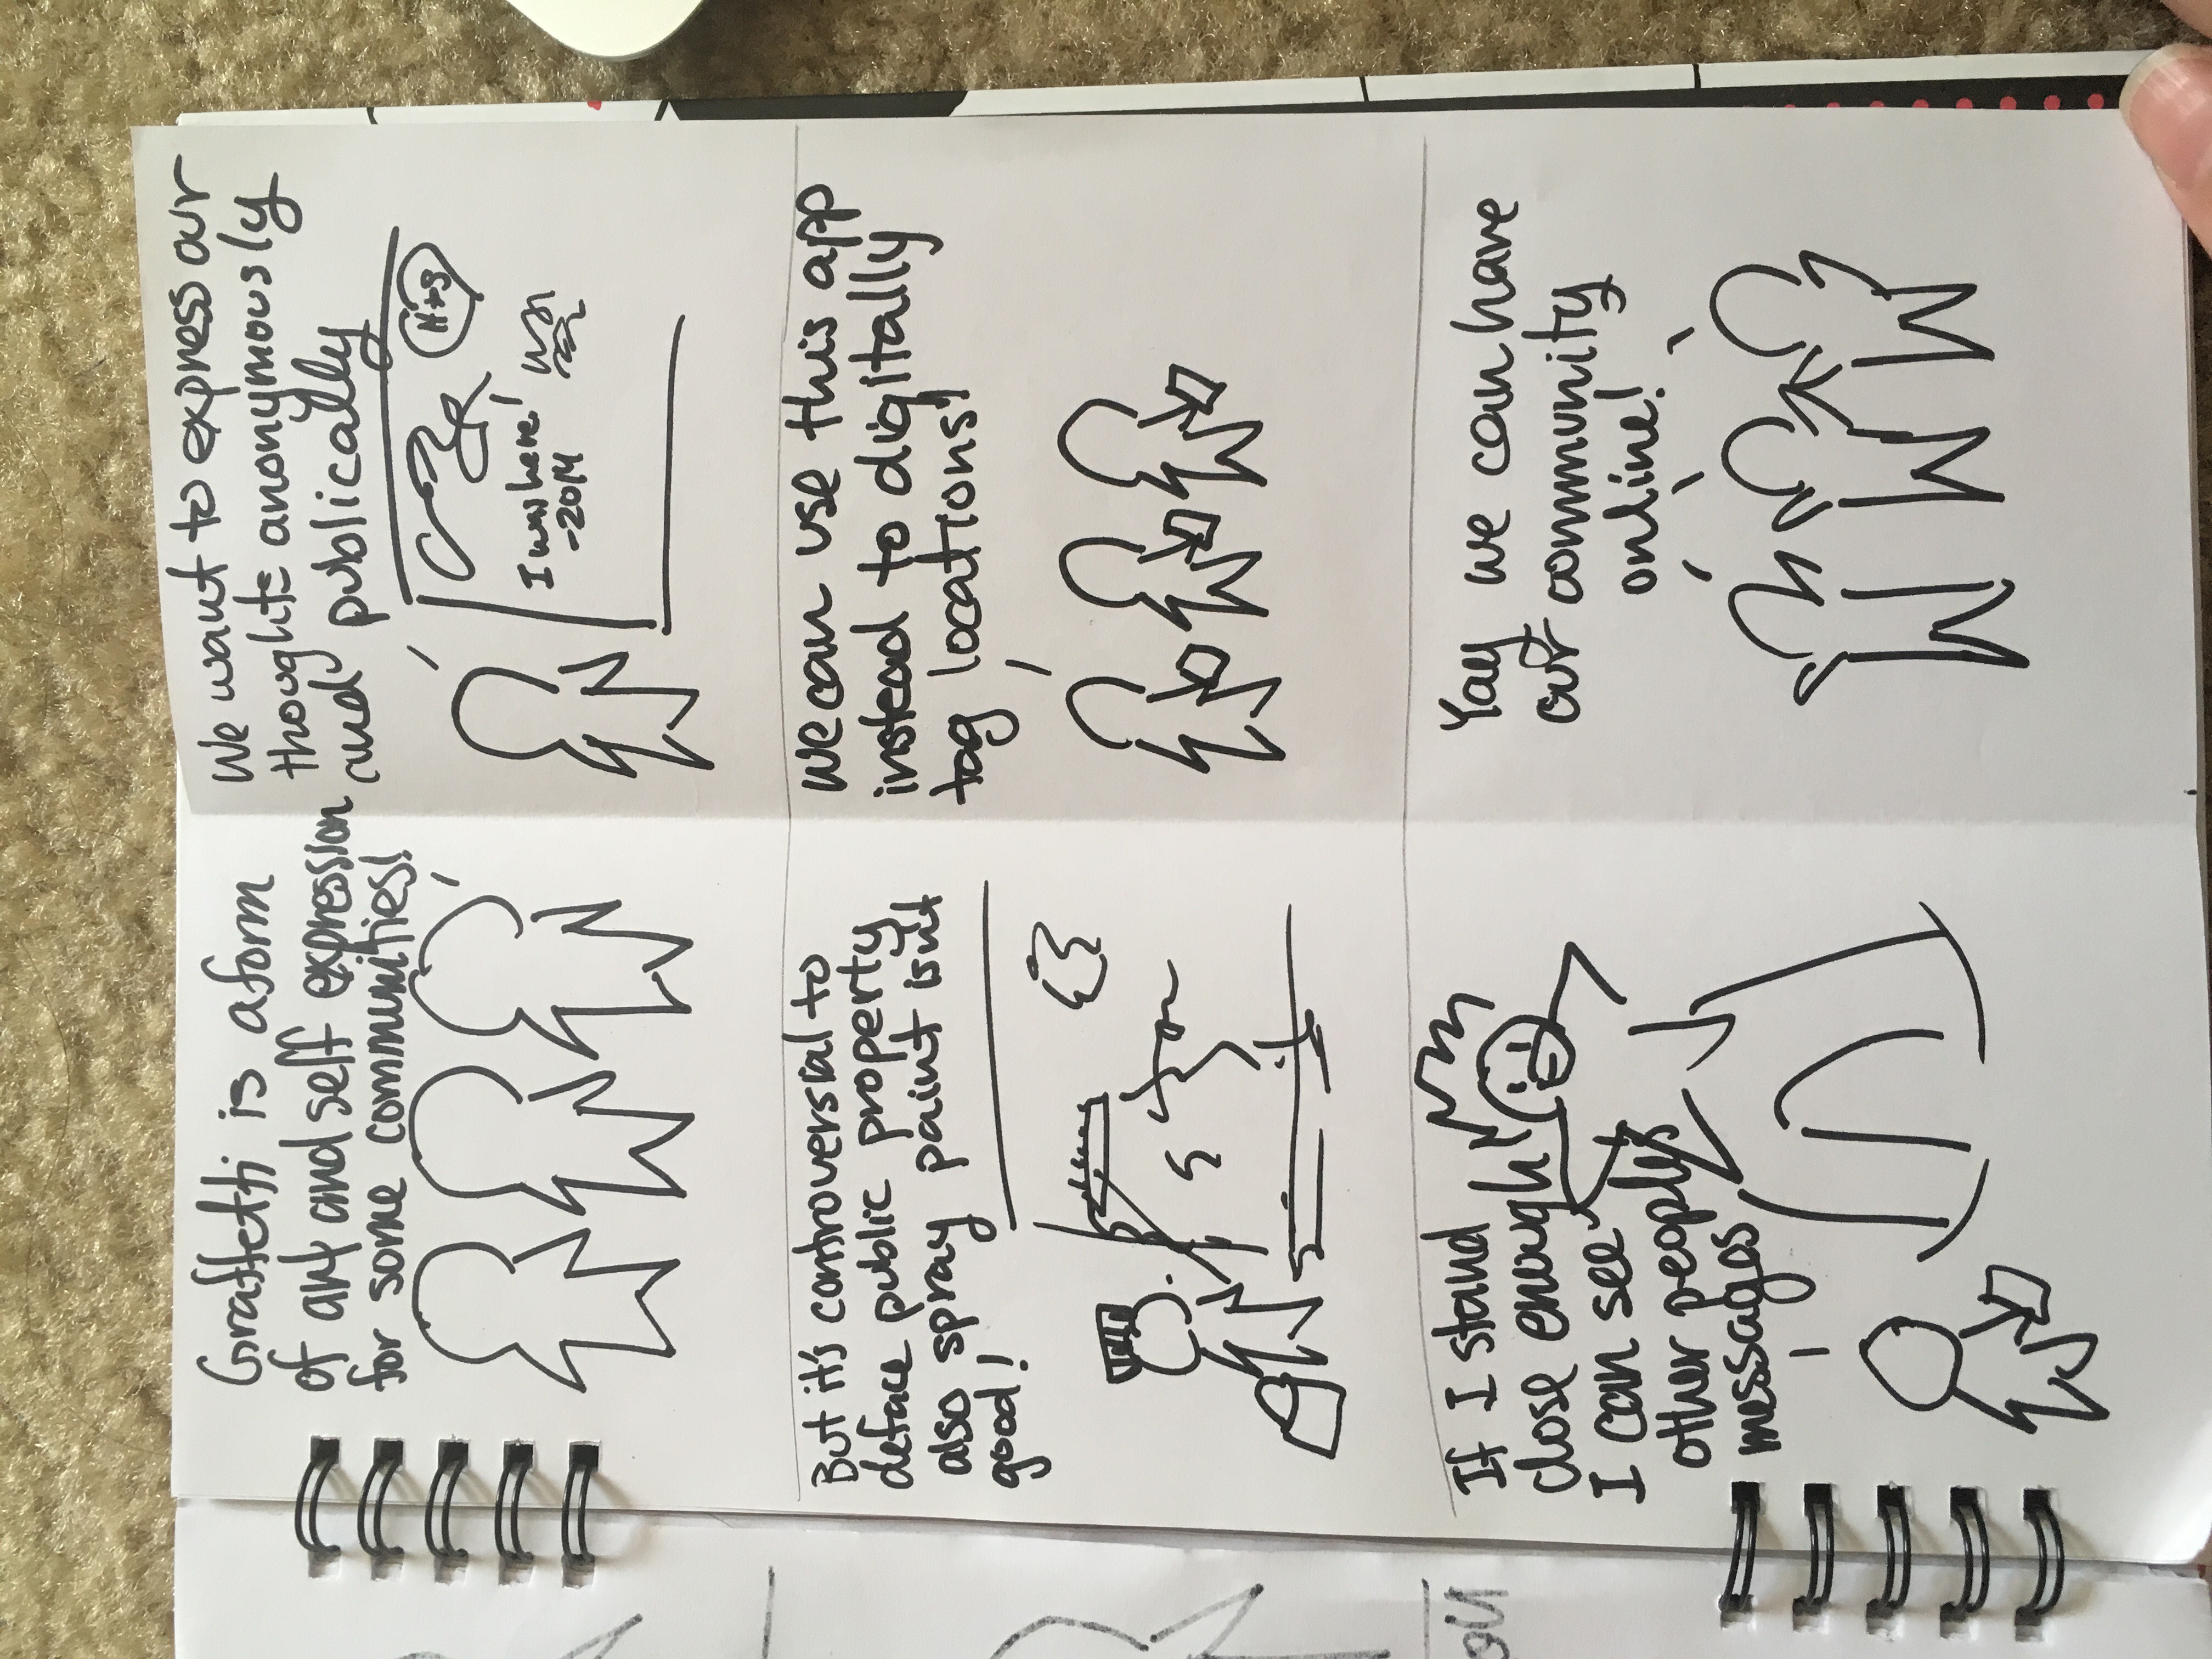 Graffetti is a form
of art and self expression
for some communities!
We want to express our
thoughts anonymously
and publically
N+S
I was here!
-2014
But it's controversial to
deface public property
also spray paint isnt
good!
We can use this app
instead to digitally
tag locations!
If I stand
close enough!
I can see
other peoples
messages
Yay we can have
our community
online!